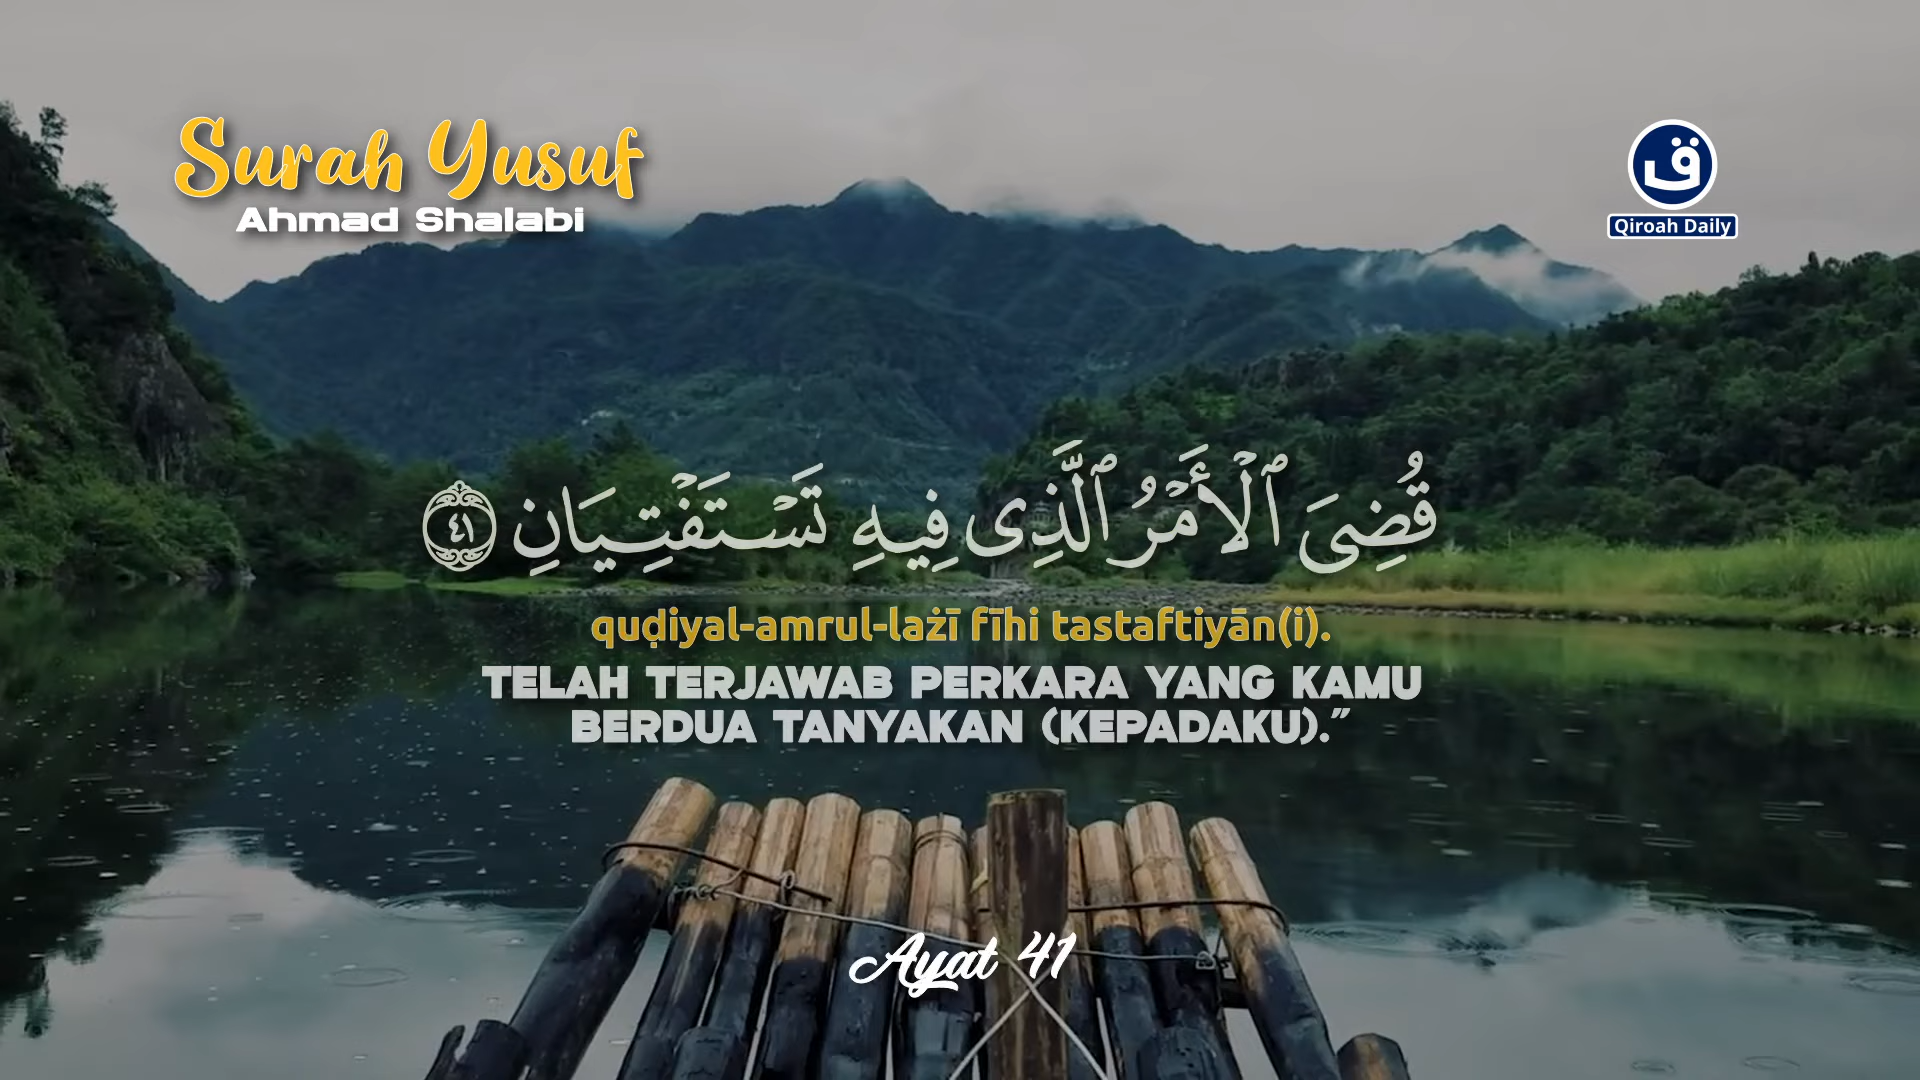 Surah Yusuf
Ahmad Shalabi
ق
Qiroah Daily
قُضِىَ ٱلْأَمْرُ ٱلَّذِى فِيهِ تَسْتَفْتِيَانِ ٤١
quḍiyal-amrul-lażī fīhi tastaftiyān(i).
TELAH TERJAWAB PERKARA YANG KAMU
BERDUA TANYAKAN (KEPADAKU).”
Ayat 41